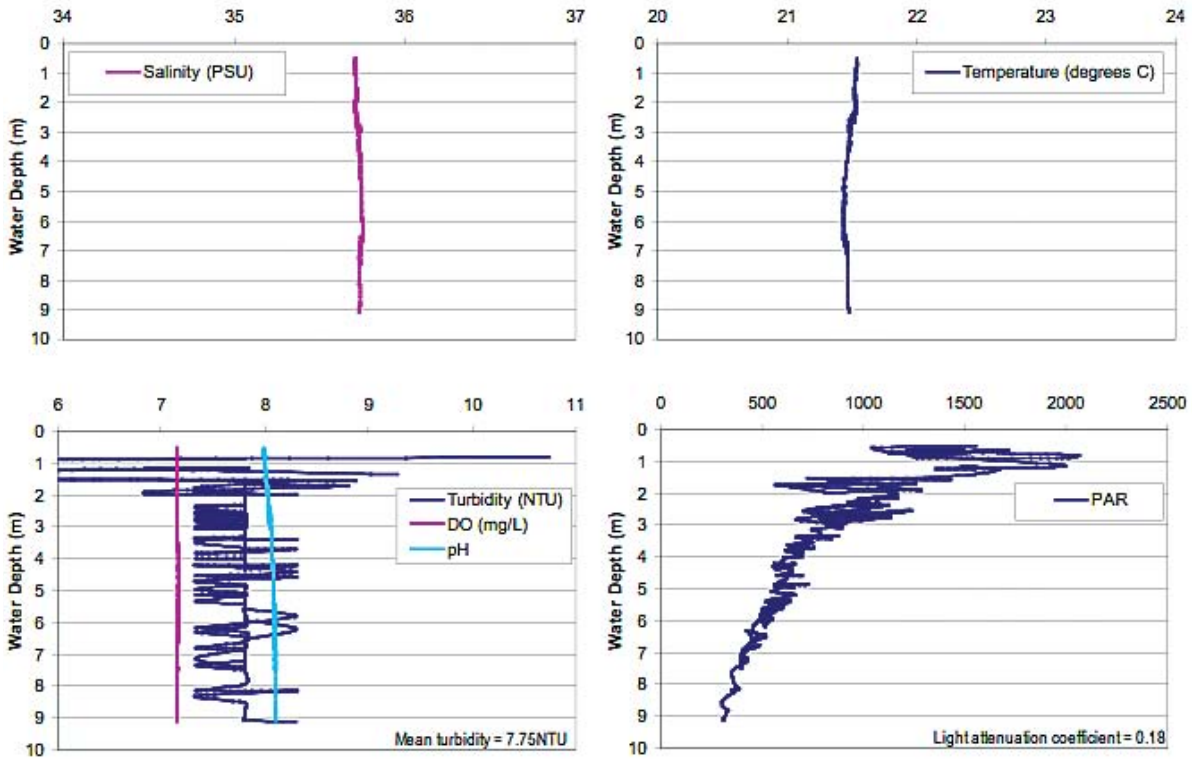 34 35 36 37
0
1
2
3
4
5
6
7
8
9
10
Water Depth (m)
Salinity (PSU)
20 21 22 23 24
0
1
2
3
4
5
6
7
8
9
10
Water Depth (m)
Temperature (degrees C)
6 7 8 9 10 11
0
1
2
3
4
5
6
7
8
9
10
Water Depth (m)
Turbidity (NTU)
DO (mg/L)
pH
Mean turbidity = 7.75NTU
0 500 1000 1500 2000 2500
0
1
2
3
4
5
6
7
8
9
10
Water Depth (m)
PAR
Light attenuation coefficient = 0.18